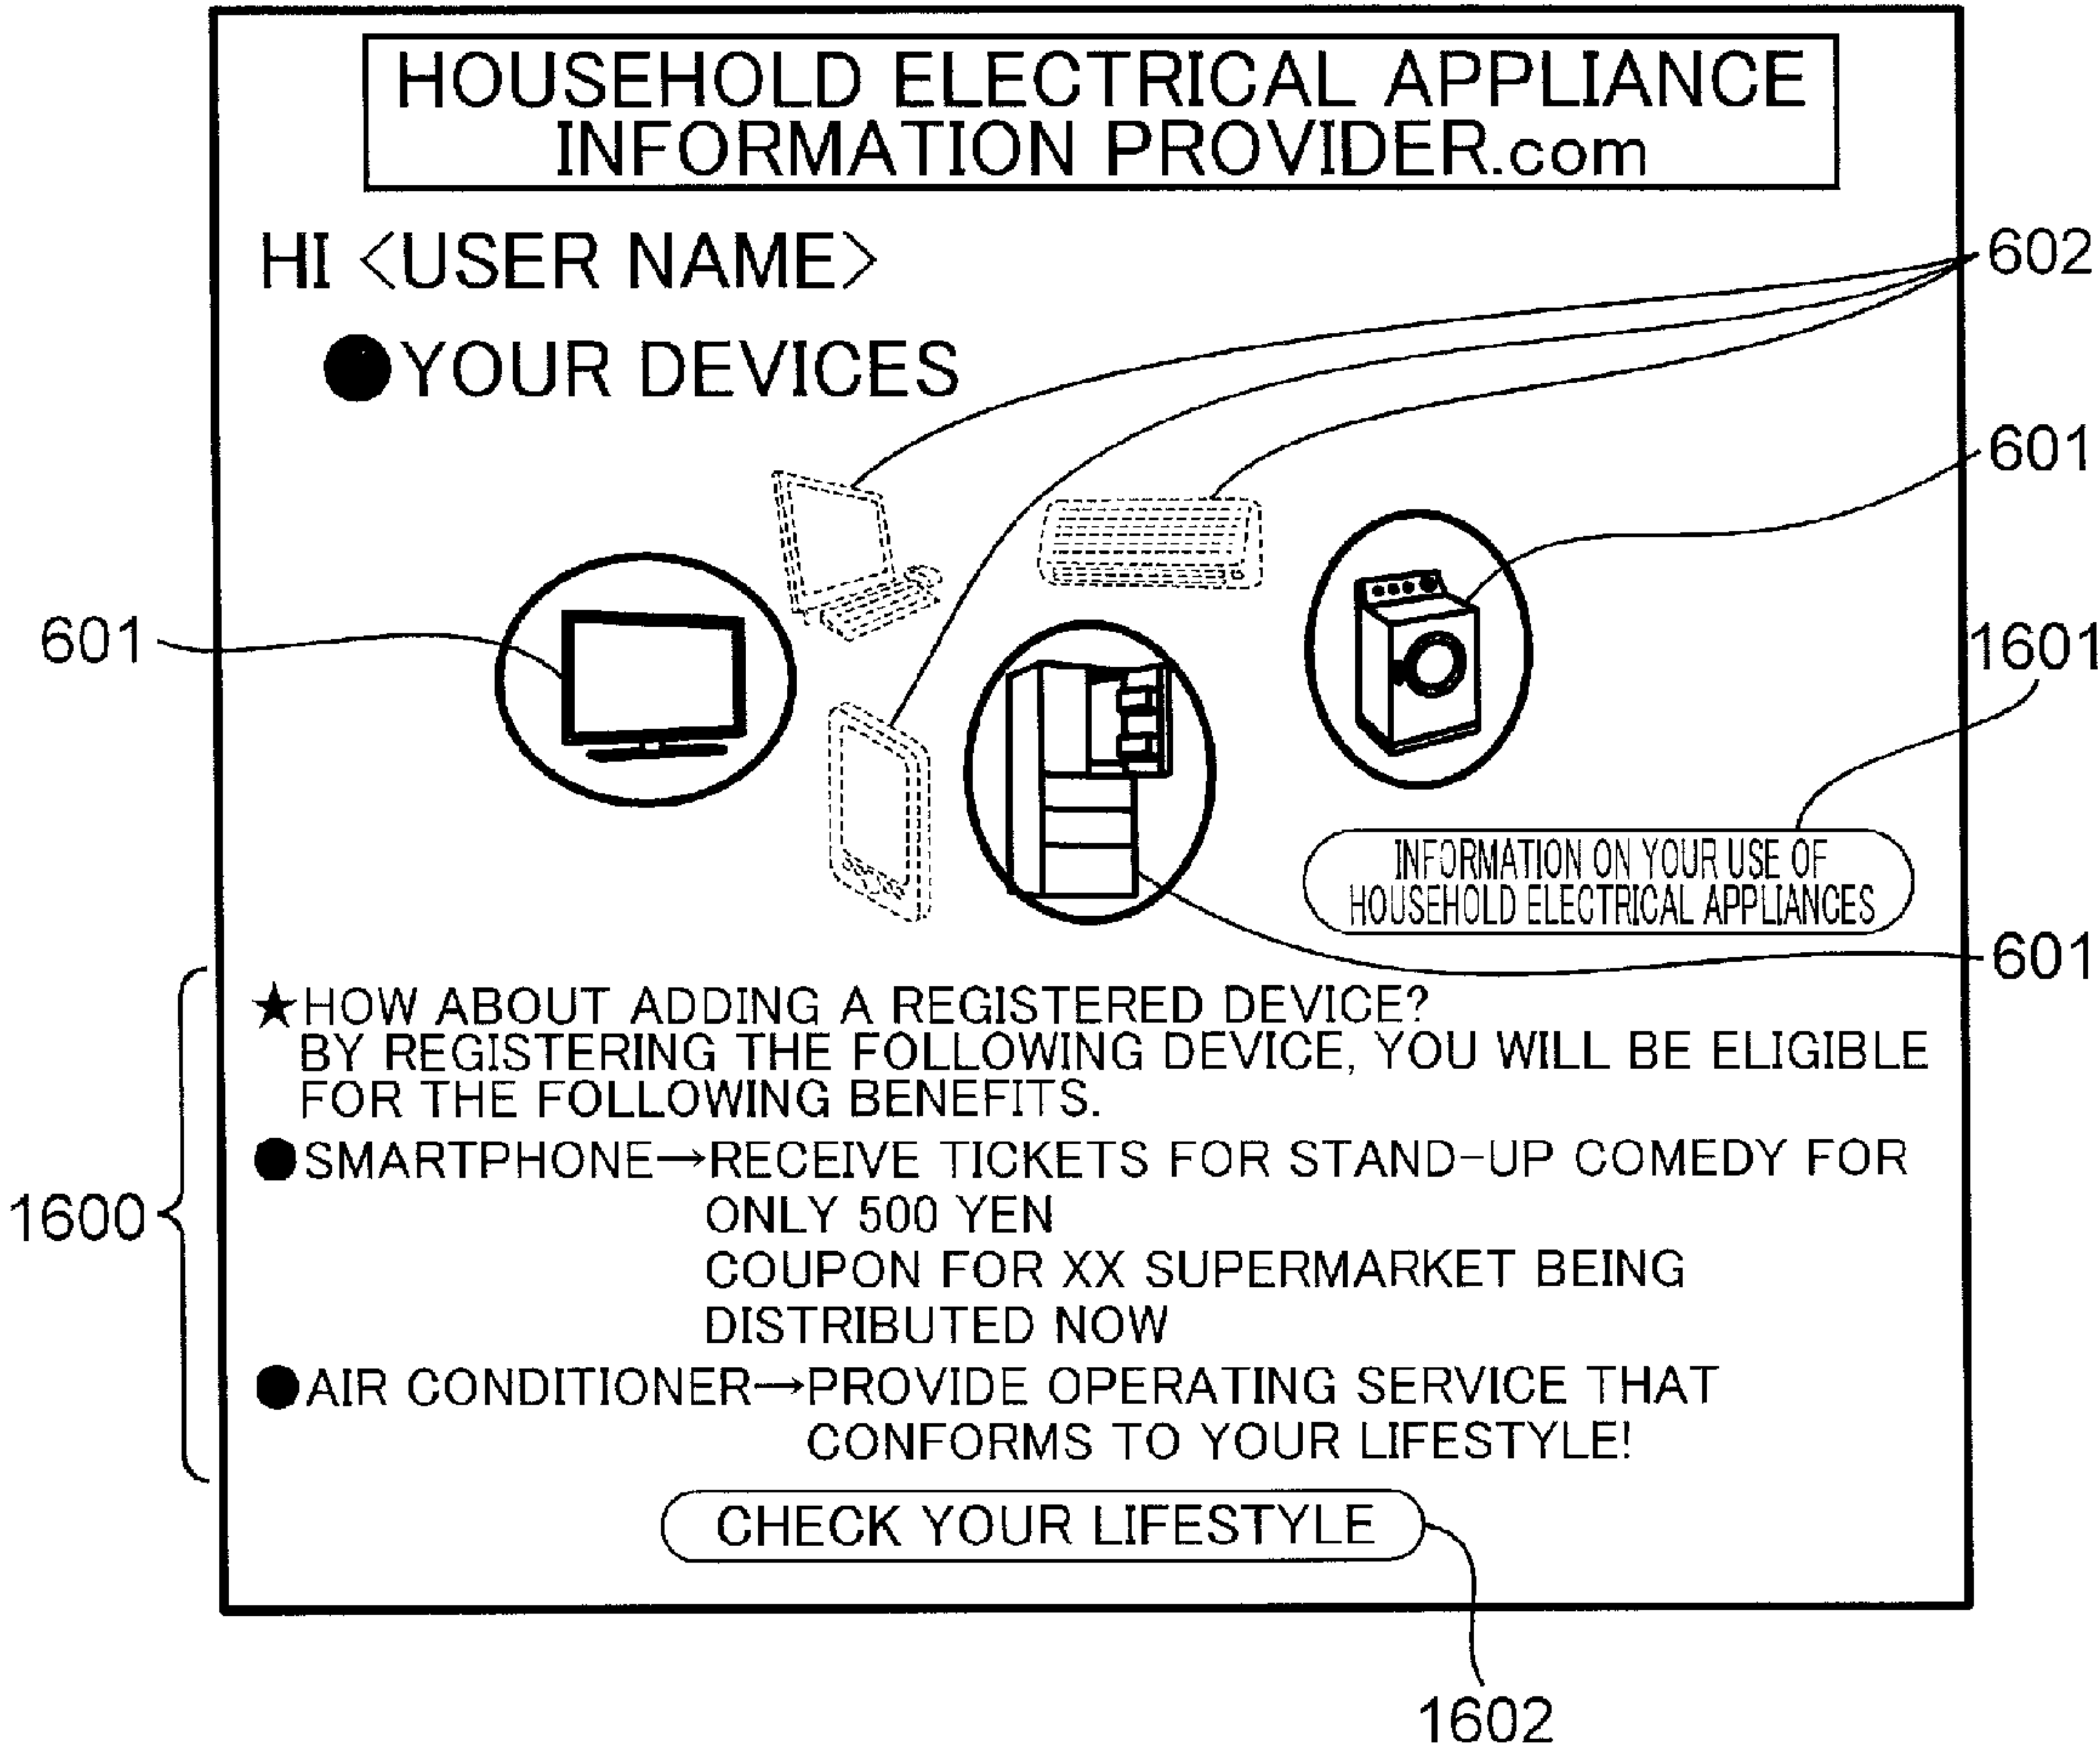 HOUSEHOLD ELECTRICAL APPLIANCE
INFORMATION PROVIDER.com
HI <USER NAME>
602
●YOUR DEVICES
601
601
1601
INFORMATION ON YOUR USE OF
HOUSEHOLD ELECTRICAL APPLIANCES
601
★HOW ABOUT ADDING A REGISTERED DEVICE?
BY REGISTERING THE FOLLOWING DEVICE, YOU WILL BE ELIGIBLE
FOR THE FOLLOWING BENEFITS.
●SMARTPHONE→RECEIVE TICKETS FOR STAND-UP COMEDY FOR
ONLY 500 YEN
1600
COUPON FOR XX SUPERMARKET BEING
DISTRIBUTED NOW
●AIR CONDITIONER→PROVIDE OPERATING SERVICE THAT
CONFORMS TO YOUR LIFESTYLE!
CHECK YOUR LIFESTYLE
1602